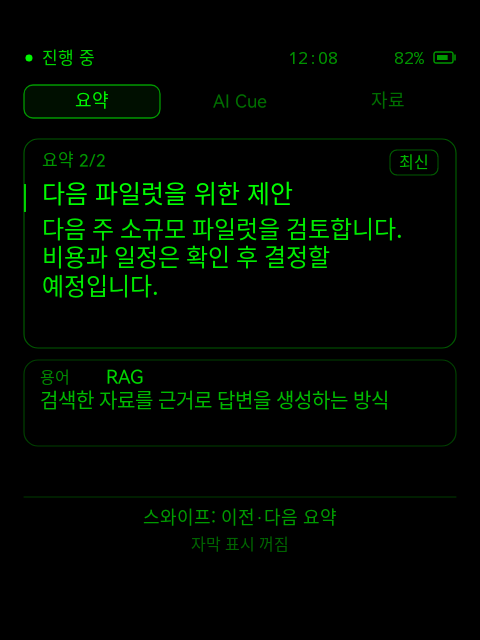 진행 중 12:08 82%
요약 AI Cue 자료
요약 2/2 최신
다음 파일럿을 위한 제안
다음 주 소규모 파일럿을 검토합니다.
비용과 일정은 확인 후 결정할
예정입니다.
용어 RAG
검색한 자료를 근거로 답변을 생성하는 방식
스와이프: 이전·다음 요약
자막 표시 꺼짐